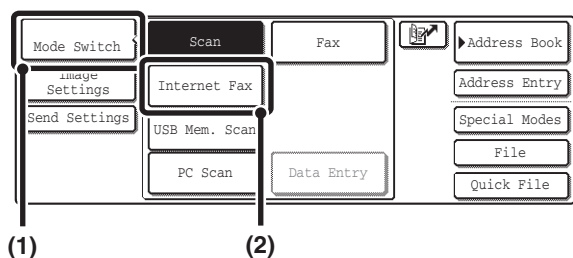 Mode Switch
Scan
Fax
Address Book
Image
Settings
Internet Fax
Address Entry
Send Settings
USB Mem. Scan
Special Modes
File
PC Scan
Data Entry
Quick File
(1)
(2)